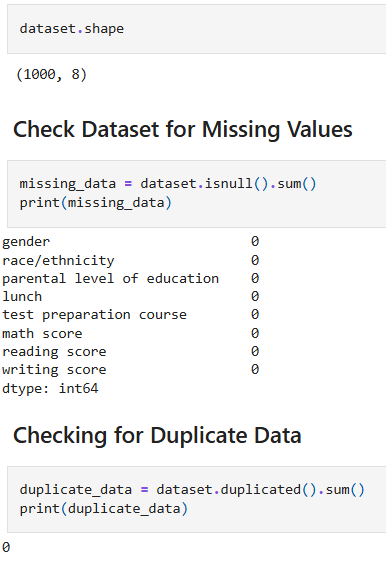 dataset.shape
(1000, 8)
Check Dataset for Missing Values
missing_data = dataset.isnull().sum()
print(missing_data)
gender                         0
race/ethnicity                 0
parental level of education    0
lunch                          0
test preparation course        0
math score                     0
reading score                  0
writing score                  0
dtype: int64
Checking for Duplicate Data
duplicate_data = dataset.duplicated().sum()
print(duplicate_data)
0